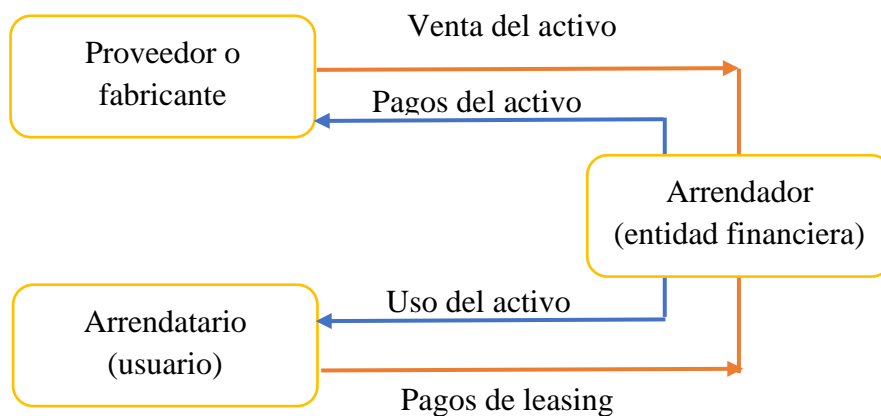 Venta del activo
Proveedor o
fabricante
Pagos del activo
Arrendador
(entidad financiera)
Uso del activo
Arrendatario
(usuario)
Pagos de leasing